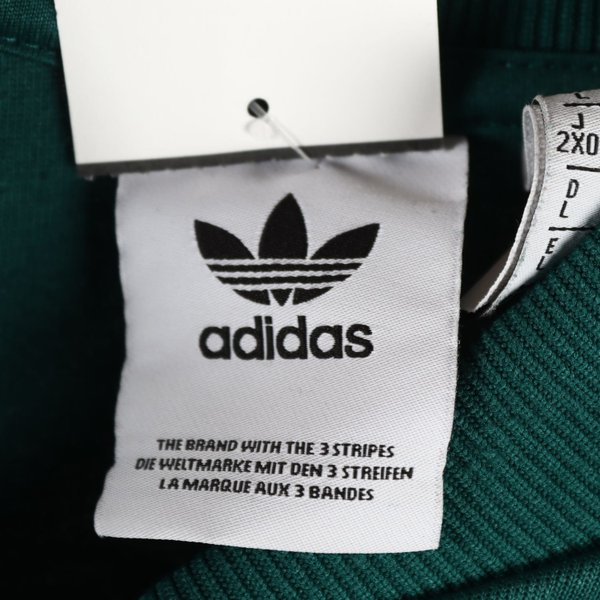 adidas
THE BRAND WITH THE 3 STRIPES
DIE WELTMARKE MIT DEN 3 STREIFEN
LA MARQUE AUX 3 BANDES
J
2XO
D
L